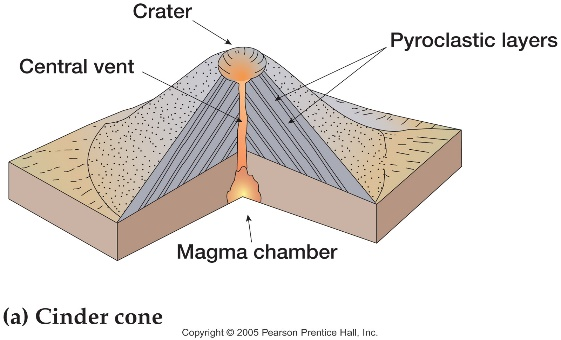 Crater
Pyroclastic layers
Central vent
Magma chamber
(a) Cinder cone
Copyright © 2005 Pearson Prentice Hall, Inc.